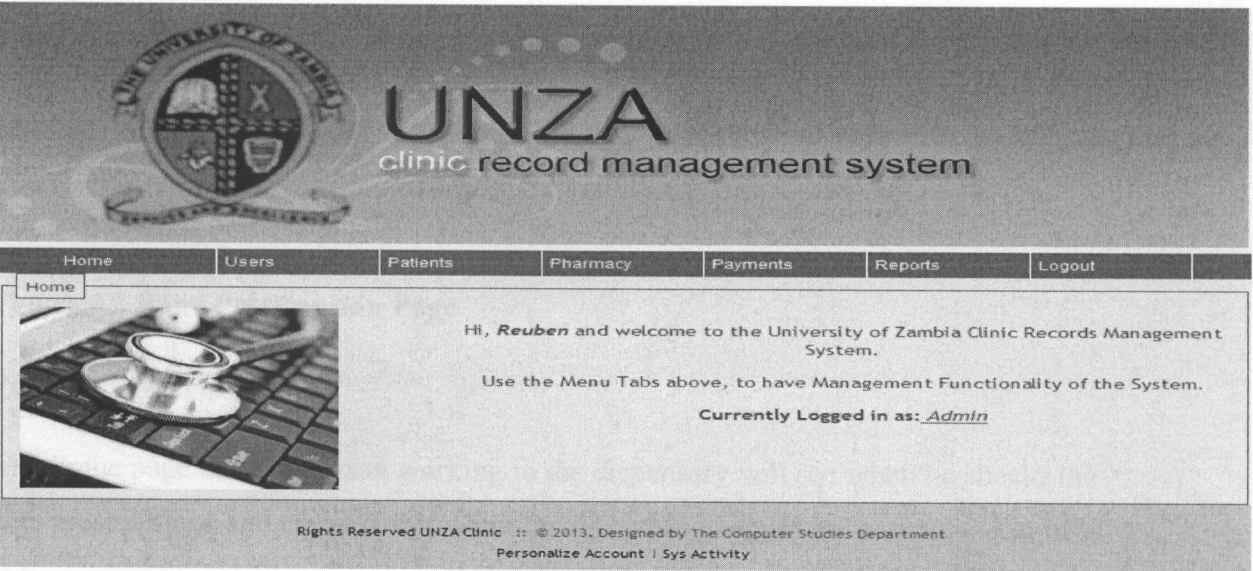 THE UNIVERSITY OF ZAMBIA
UNZA
clinic record management system
Home Users Patients Pharmacy Payments Reports Logout
Home
Hi, Reuben and welcome to the University of Zambia Clinic Records Management
System.
Use the Menu Tabs above, to have Management Functionality of the System.
Currently Logged in as: Admin
Rights Reserved UNZA Clinic :: © 2013. Designed by The Computer Studies Department
Personalize Account | Sys Activity